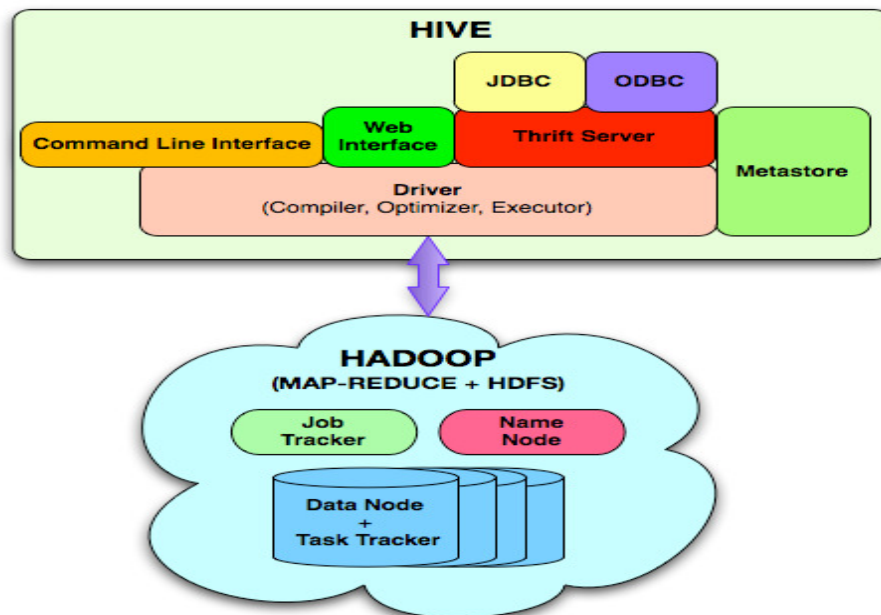 HIVE
JDBC
ODBC
Command Line Interface
Web
Interface
Thrift Server
Metastore
Driver
(Compiler, Optimizer, Executor)
HADOOP
(MAP-REDUCE + HDFS)
Job
Tracker
Name
Node
Data Node
+
Task Tracker